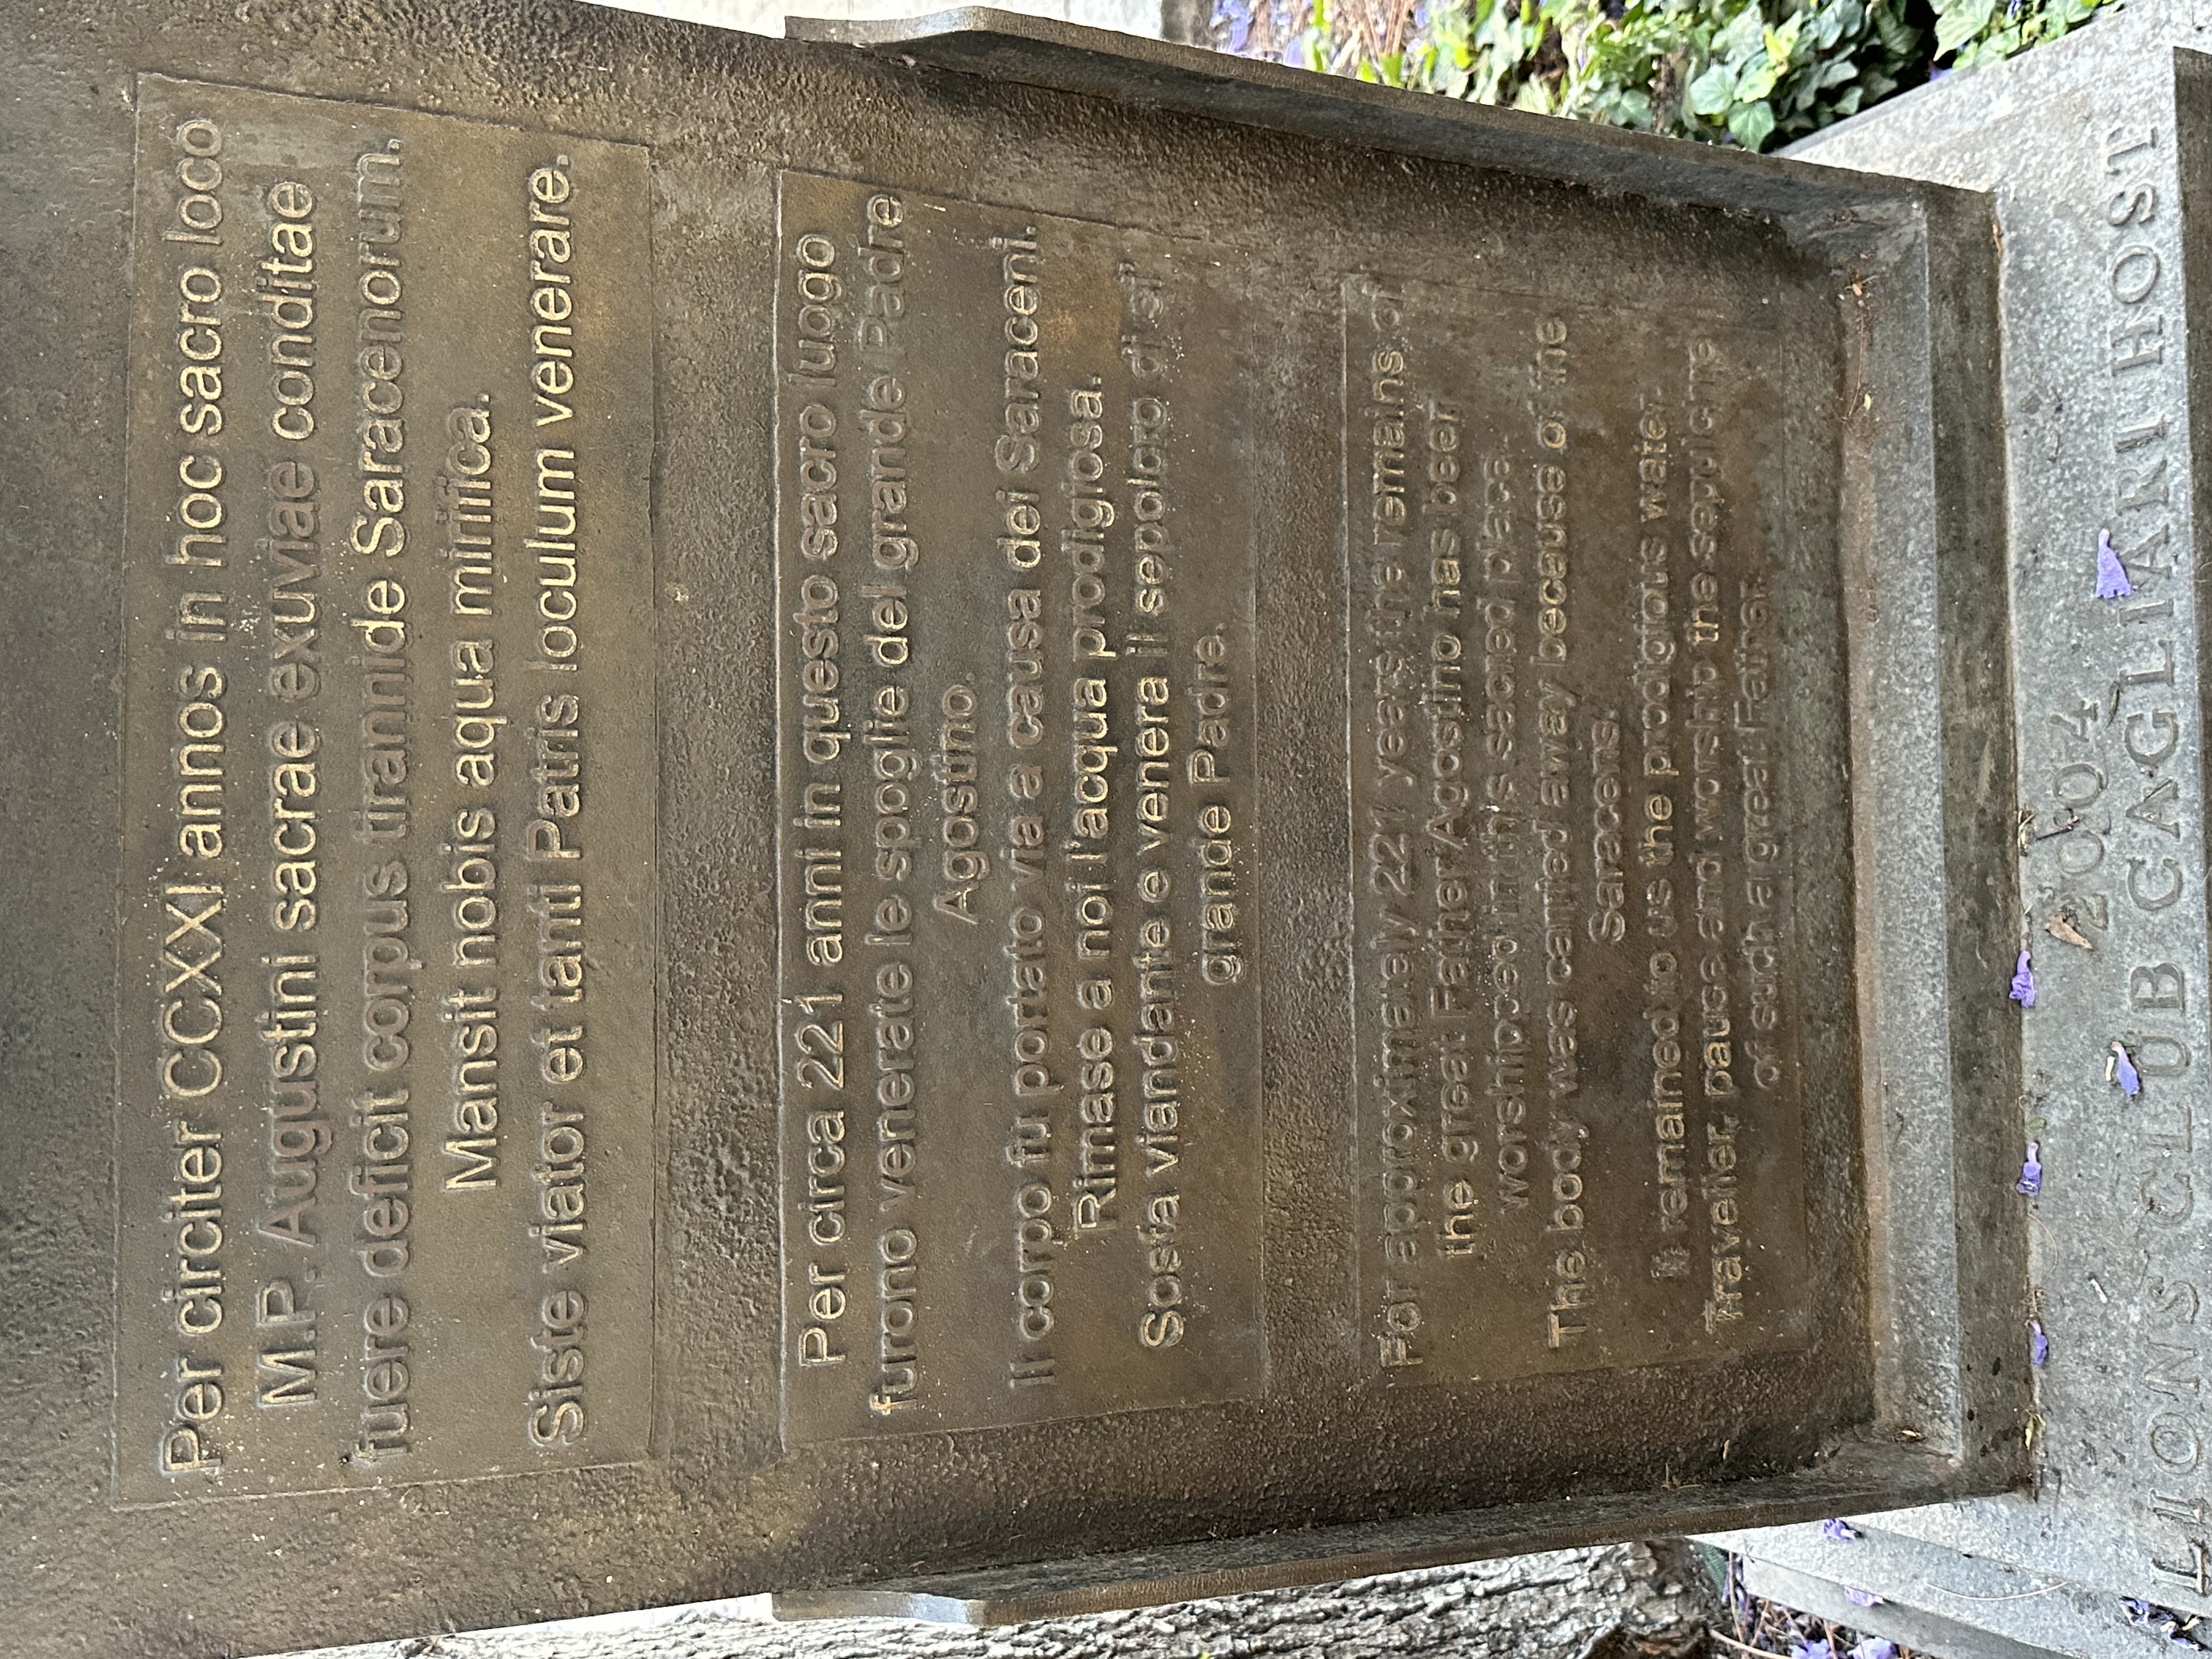 Per circiter CCXXI annos in hoc sacro loco
M.P. Augustini sacrae exuviae conditae
fuere deficit corpus tirannide Saracenorum.
Mansit nobis aqua mirifica.
Siste viator et tanti Patris loculum venerare.
Per circa 221 anni in questo sacro luogo
furono venerate le spoglie del grande Padre
Agostino.
Il corpo fu portato via a causa dei Saraceni.
Rimase a noi l'acqua prodigiosa.
Sosta viandante e venera il sepolcro di sì
grande Padre.
For approximately 221 years the remains of
the great Father Agostino has been
worshipped in this sacred place.
The body was carried away because of the
Saracens.
It remained to us the prodigious water.
Traveller, pause and worship the sepulchre
of such a great Father.
2004
LIONS CLUB CAGLIARI HOST